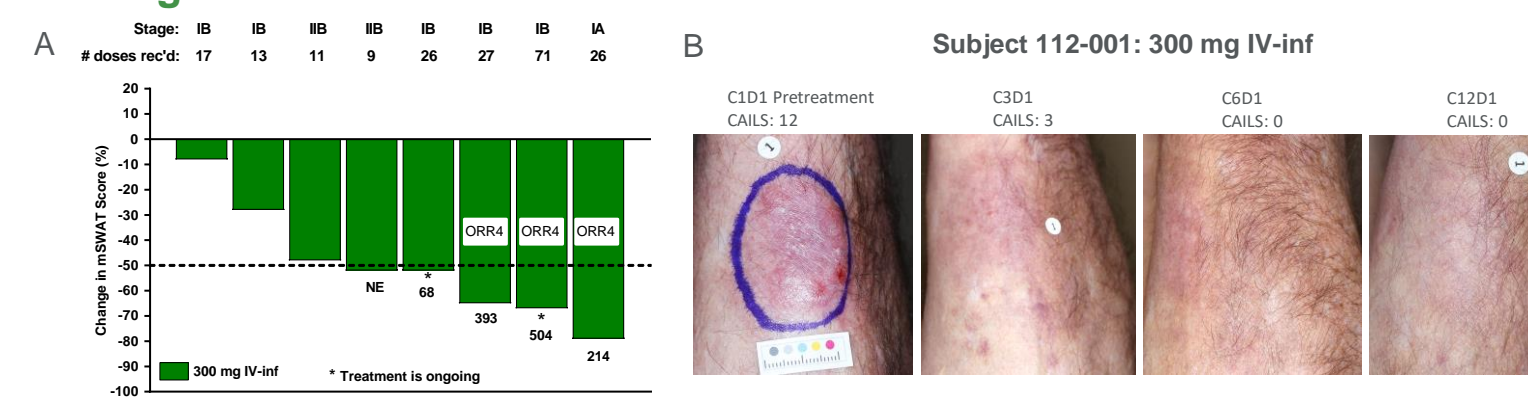 A
Stage: IB IB IIB IIB IB IB IB IA
# doses rec'd: 17 13 11 9 26 27 71 26
Change in mSWAT Score (%)
20
10
0
-10
-20
-30
-40
-50
-60
-70
-80
-90
-100
ORR4 ORR4 ORR4
NE
*
68
393
*
504
214
300 mg IV-inf
* Treatment is ongoing
B
Subject 112-001: 300 mg IV-inf
C1D1 Pretreatment
CAILS: 12
C3D1
CAILS: 3
C6D1
CAILS: 0
C12D1
CAILS: 0
1
1
1